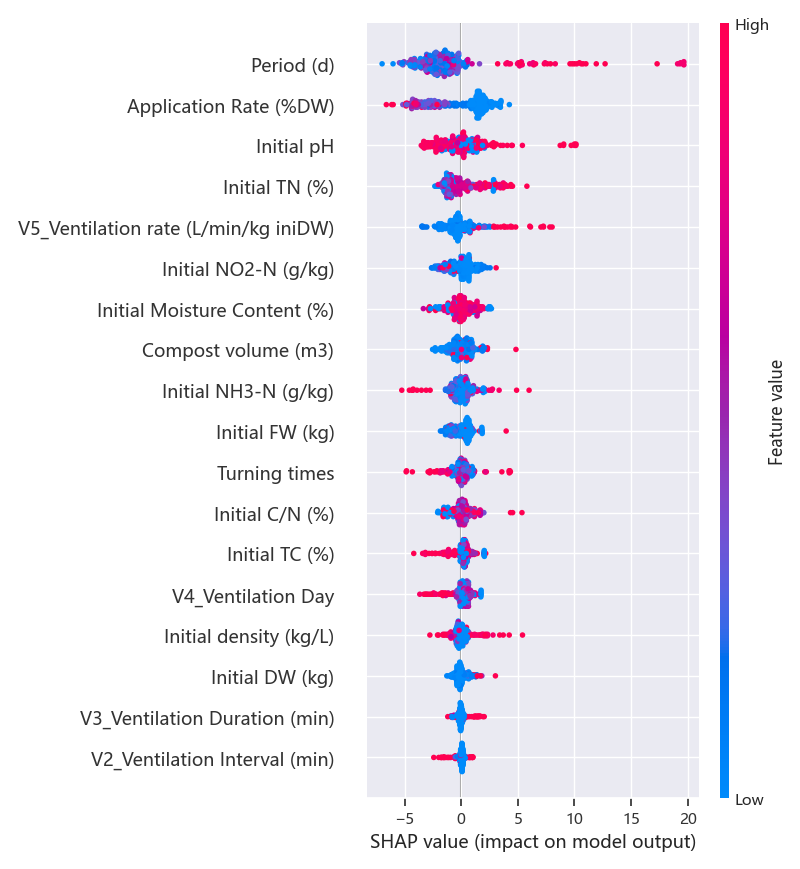 High
Period (d)
Application Rate (%DW)
Initial pH
Initial TN (%)
V5_Ventilation rate (L/min/kg iniDW)
Initial NO2-N (g/kg)
Initial Moisture Content (%)
Compost volume (m3)
Initial NH3-N (g/kg)
Initial FW (kg)
Turning times
Initial C/N (%)
Initial TC (%)
V4_Ventilation Day
Initial density (kg/L)
Initial DW (kg)
V3_Ventilation Duration (min)
V2_Ventilation Interval (min)
Feature value
Low
−5 0 5 10 15 20
SHAP value (impact on model output)